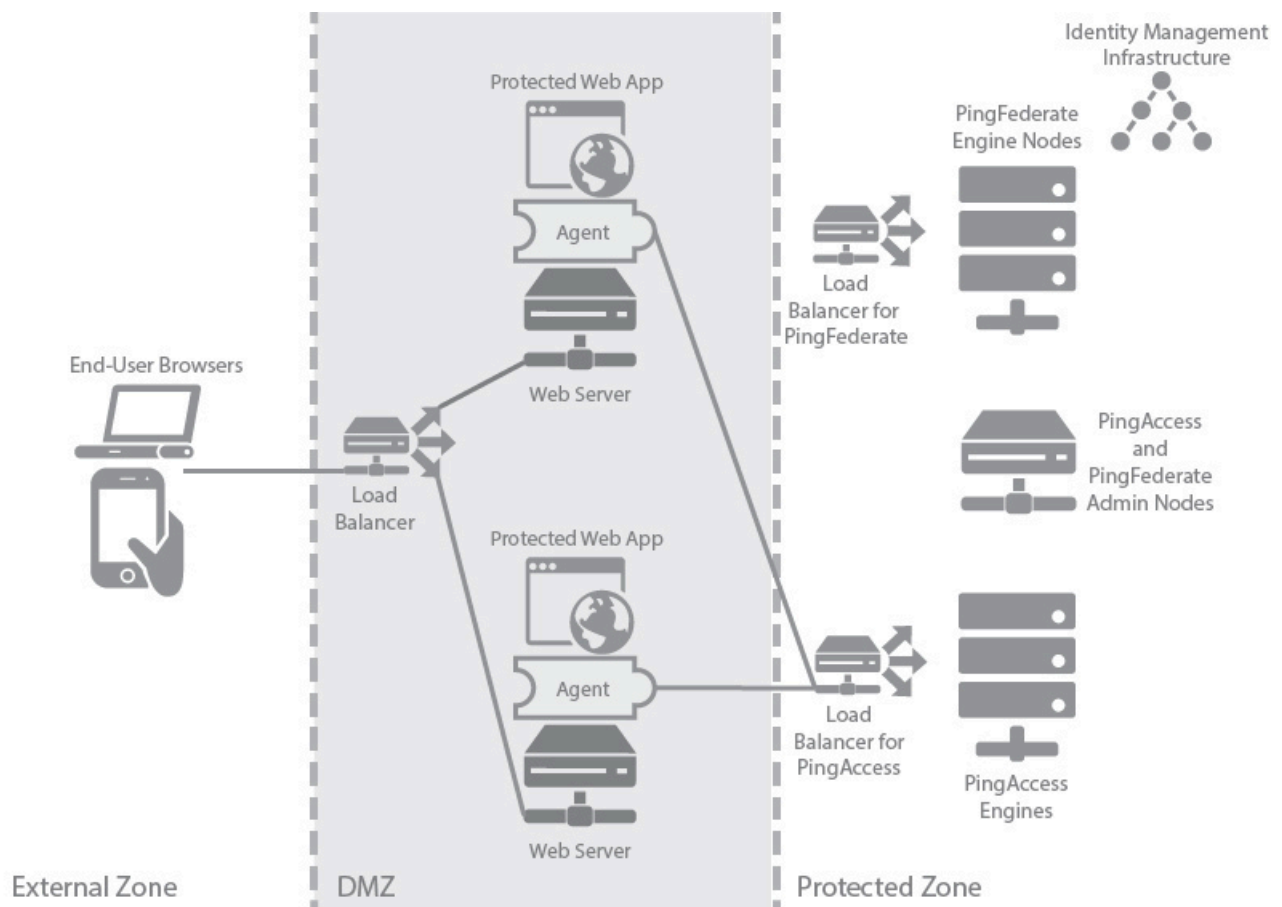 Identity Management
Infrastructure
Protected Web App
PingFederate
Engine Nodes
Agent
Load
Balancer for
PingFederate
End-User Browsers
Web Server
PingAccess
and
PingFederate
Admin Nodes
Load
Balancer
Protected Web App
Agent
Load
Balancer for
PingAccess
PingAccess
Engines
Web Server
External Zone
DMZ
Protected Zone